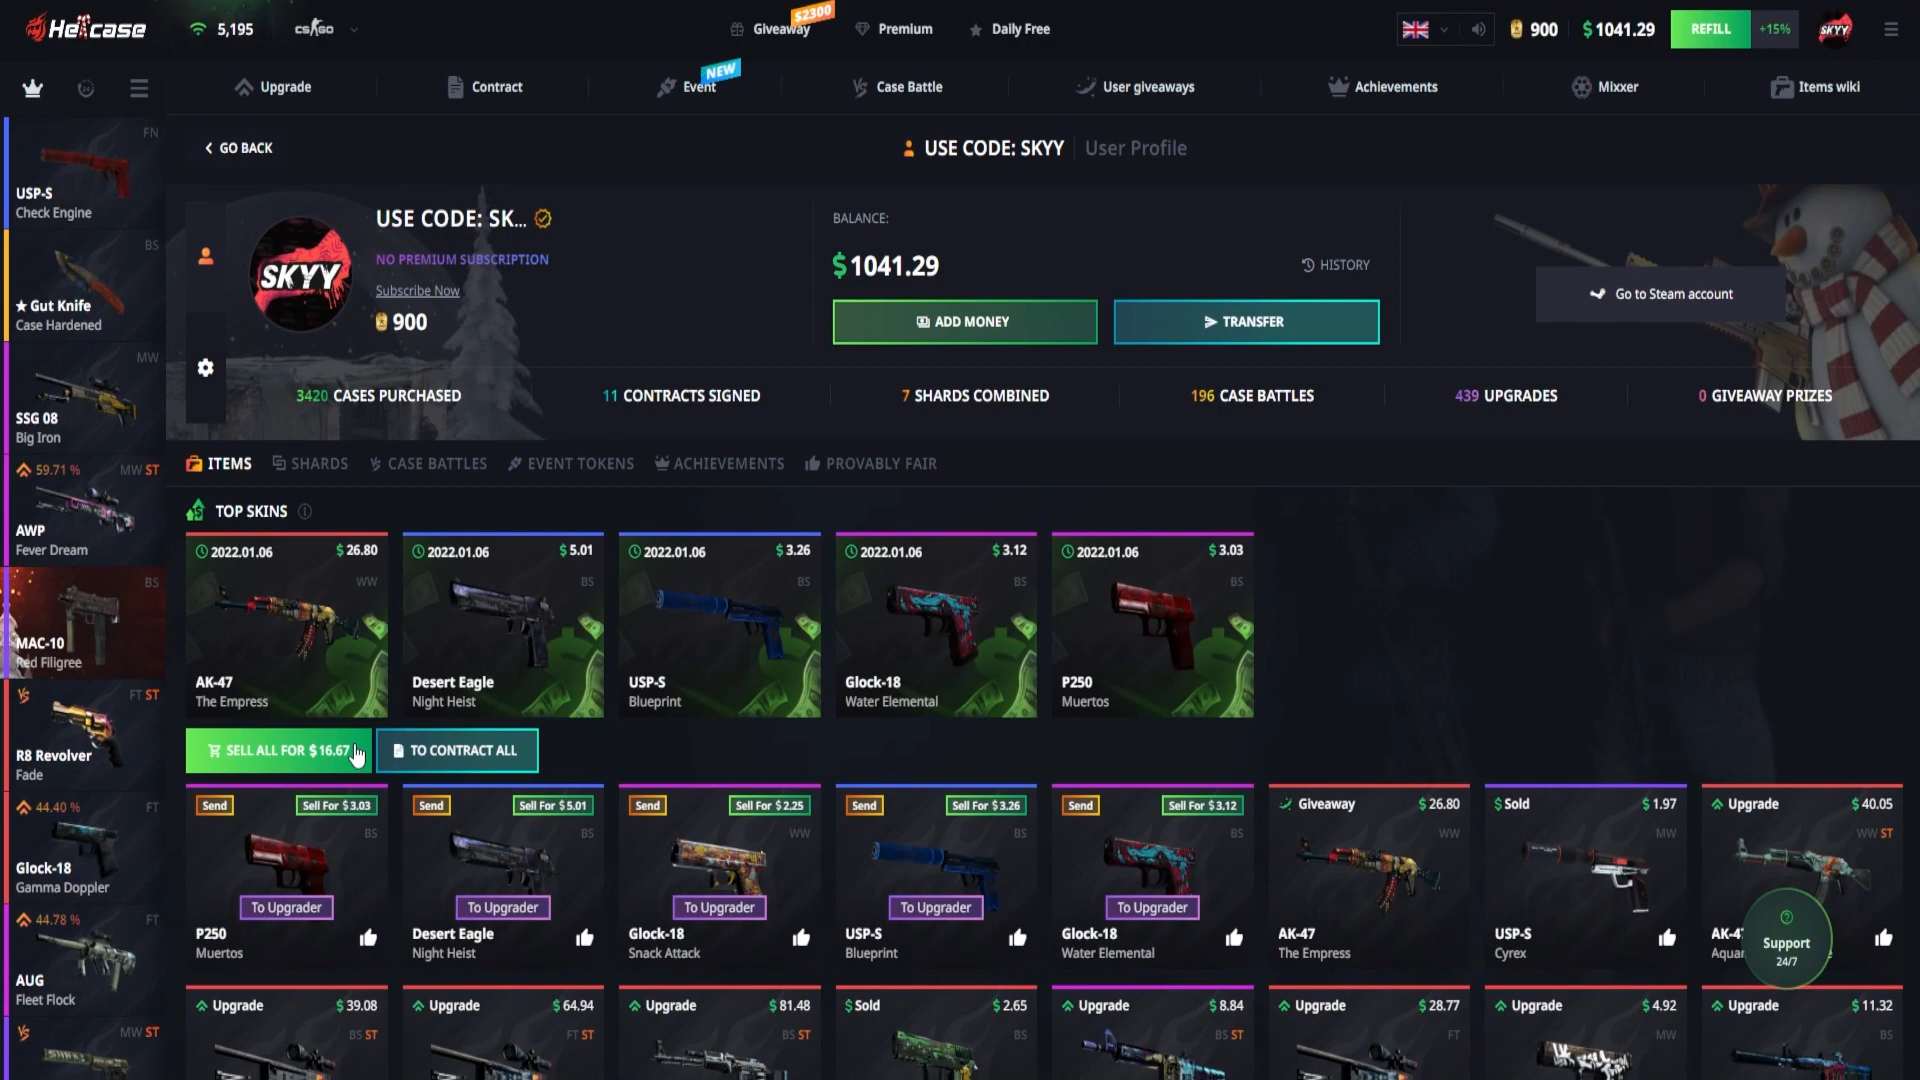 Hellcase
5,195
CS:GO
Giveaway
$2300
Premium
Daily Free
900
$ 1041.29
REFILL
+15%
SKYY
24
Upgrade
Contract
Event
NEW
Case Battle
User giveaways
Achievements
Mixxer
Items wiki
FN
USP-S
Check Engine
BS
★ Gut Knife
Case Hardened
MW
SSG 08
Big Iron
59.71 %
MW ST
AWP
Fever Dream
BS
MAC-10
Red Filigree
FT ST
R8 Revolver
Fade
44.40 %
FT
Glock-18
Gamma Doppler
44.78 %
FT
AUG
Fleet Flock
MW ST
GO BACK
USE CODE: SKYY
User Profile
SKYY
USE CODE: SK...
NO PREMIUM SUBSCRIPTION
Subscribe Now
900
BALANCE:
$ 1041.29
HISTORY
ADD MONEY
TRANSFER
Go to Steam account
3420 CASES PURCHASED
11 CONTRACTS SIGNED
7 SHARDS COMBINED
196 CASE BATTLES
439 UPGRADES
0 GIVEAWAY PRIZES
ITEMS
SHARDS
CASE BATTLES
EVENT TOKENS
ACHIEVEMENTS
PROVABLY FAIR
TOP SKINS
2022.01.06 $ 26.80
WW
AK-47
The Empress
2022.01.06 $ 5.01
BS
Desert Eagle
Night Heist
2022.01.06 $ 3.26
BS
USP-S
Blueprint
2022.01.06 $ 3.12
BS
Glock-18
Water Elemental
2022.01.06 $ 3.03
BS
P250
Muertos
SELL ALL FOR $ 16.67
TO CONTRACT ALL
Send
Sell For $ 3.03
BS
To Upgrader
P250
Muertos
Send
Sell For $ 5.01
BS
To Upgrader
Desert Eagle
Night Heist
Send
Sell For $ 2.25
WW
To Upgrader
Glock-18
Snack Attack
Send
Sell For $ 3.26
BS
To Upgrader
USP-S
Blueprint
Send
Sell For $ 3.12
BS
To Upgrader
Glock-18
Water Elemental
Giveaway $ 26.80
WW
AK-47
The Empress
$ Sold $ 1.97
MW
USP-S
Cyrex
Upgrade $ 40.05
WW ST
AK-47
Aquam
Support
24/7
Upgrade $ 39.08
BS ST
Upgrade $ 64.94
FT ST
Upgrade $ 81.48
BS ST
$ Sold $ 2.65
BS
Upgrade $ 8.84
BS ST
Upgrade $ 28.77
FT
Upgrade $ 4.92
MW
Upgrade $ 11.32
BS